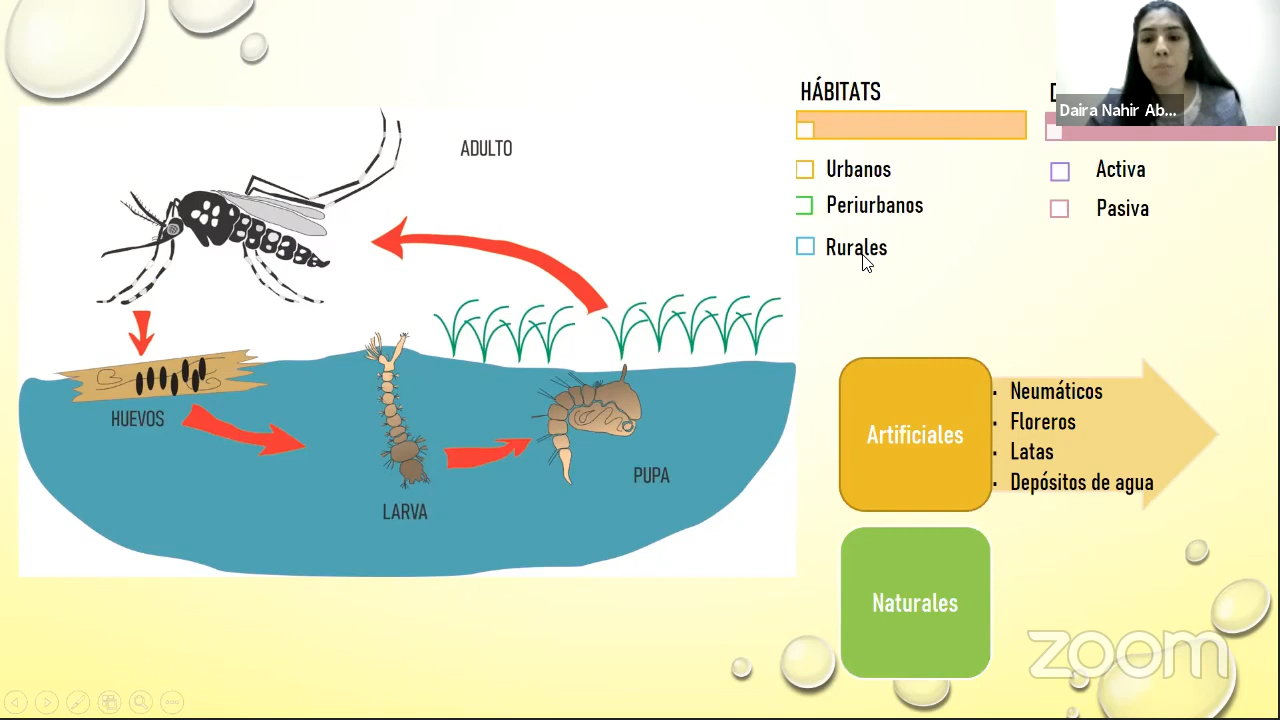 HÁBITATS
D
Daira Nahir Ab...
Urbanos
Periurbanos
Rurales
Activa
Pasiva
ADULTO
HUEVOS
LARVA
PUPA
Artificiales
• Neumáticos
• Floreros
• Latas
• Depósitos de agua
Naturales
zoom